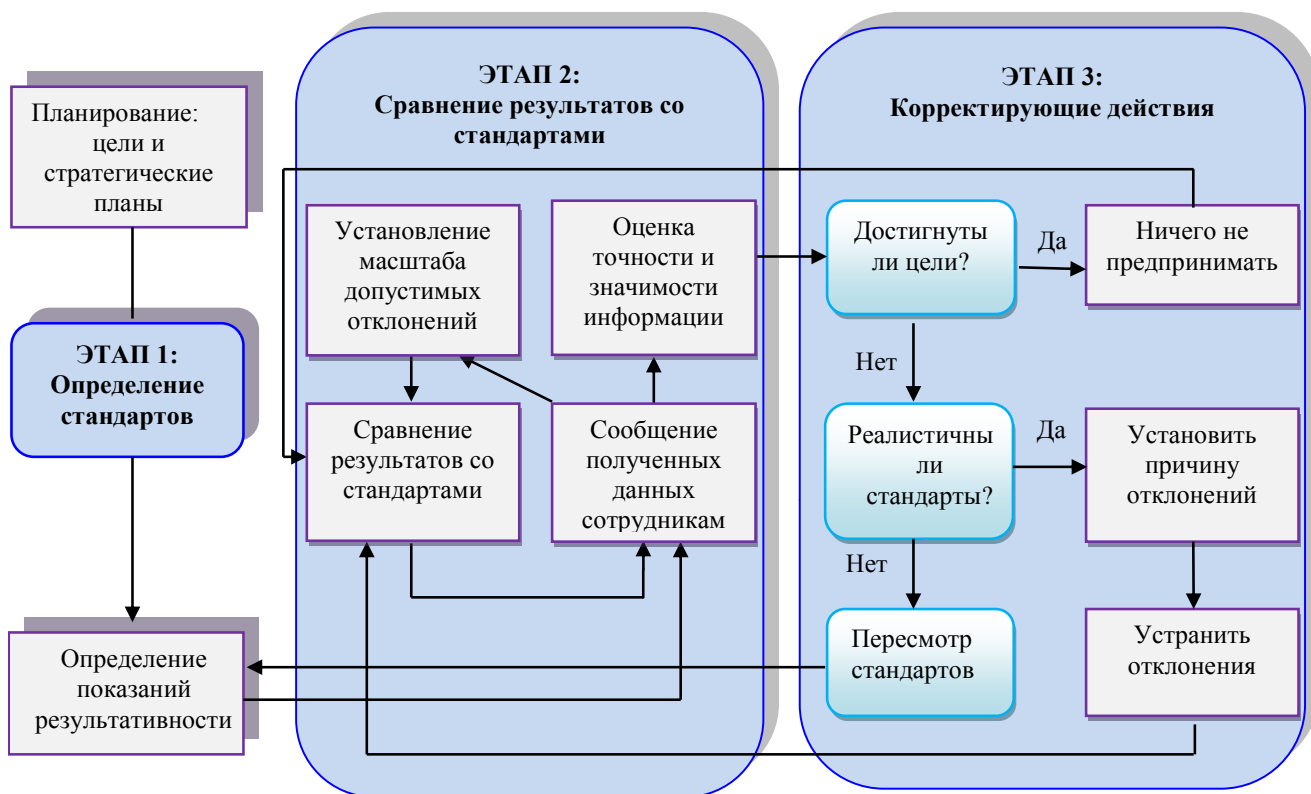 Планирование:
цели и
стратегические
планы
ЭТАП 1:
Определение
стандартов
Определение
показаний
результативности
ЭТАП 2:
Сравнение результатов со
стандартами
Установление
масштаба
допустимых
отклонений
Оценка
точности и
значимости
информации
Сравнение
результатов со
стандартами
Сообщение
полученных
данных
сотрудникам
ЭТАП 3:
Корректирующие действия
Достигнуты
ли цели?
Да
Ничего не
предпринимать
Нет
Реалистичны
ли
стандарты?
Да
Установить
причину
отклонений
Нет
Пересмотр
стандартов
Устранить
отклонения